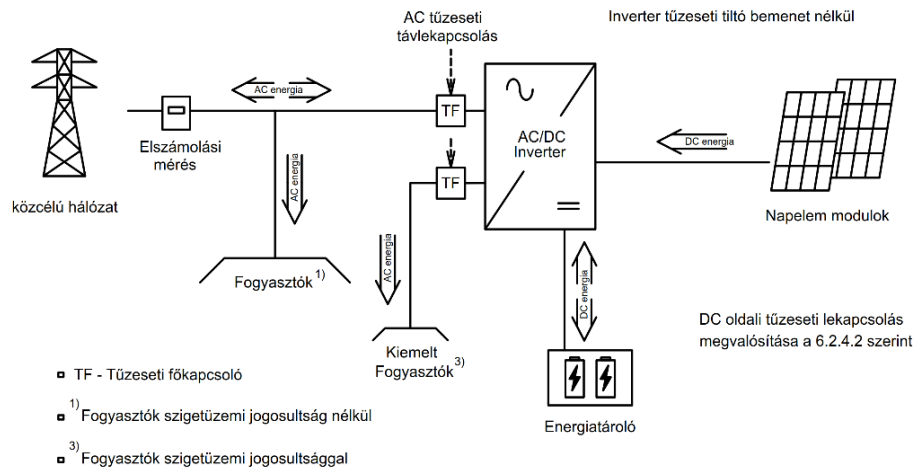 AC tűzeseti
távlekapcsolás
Inverter tűzeseti tiltó bemenet nélkül
AC energia
TF
AC/DC
Inverter
DC energia
Elszámolási
mérés
TF
közcélú hálózat
AC energia
Napelem modulok
AC energia
DC energia
Fogyasztók 1)
DC oldali tűzeseti lekapcsolás
megvalósítása a 6.2.4.2 szerint
Kiemelt
Fogyasztók 3)
TF - Tűzeseti főkapcsoló
Energiatároló
1) Fogyasztók szigetüzemi jogosultság nélkül
3) Fogyasztók szigetüzemi jogosultsággal